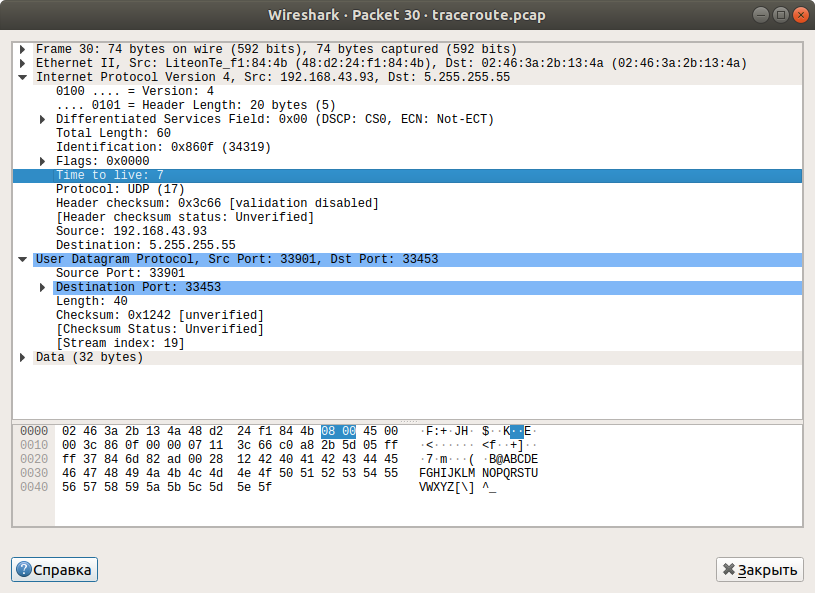 Wireshark · Packet 30 · traceroute.pcap
Frame 30: 74 bytes on wire (592 bits), 74 bytes captured (592 bits)
Ethernet II, Src: LiteonTe_f1:84:4b (48:d2:24:f1:84:4b), Dst: 02:46:3a:2b:13:4a (02:46:3a:2b:13:4a)
Internet Protocol Version 4, Src: 192.168.43.93, Dst: 5.255.255.55
0100 .... = Version: 4
.... 0101 = Header Length: 20 bytes (5)
Differentiated Services Field: 0x00 (DSCP: CS0, ECN: Not-ECT)
Total Length: 60
Identification: 0x860f (34319)
Flags: 0x0000
Time to live: 7
Protocol: UDP (17)
Header checksum: 0x3c66 [validation disabled]
[Header checksum status: Unverified]
Source: 192.168.43.93
Destination: 5.255.255.55
User Datagram Protocol, Src Port: 33901, Dst Port: 33453
Source Port: 33901
Destination Port: 33453
Length: 40
Checksum: 0x1242 [unverified]
[Checksum Status: Unverified]
[Stream index: 19]
Data (32 bytes)
0000 02 46 3a 2b 13 4a 48 d2 24 f1 84 4b 08 00 45 00 ·F:+·JH· $··K··E·
0010 00 3c 86 0f 00 00 07 11 3c 66 c0 a8 2b 5d 05 ff ·<······ <f··+]··
0020 ff 37 84 6d 82 ad 00 28 12 42 40 41 42 43 44 45 ·7·m···( ·B@ABCDE
0030 46 47 48 49 4a 4b 4c 4d 4e 4f 50 51 52 53 54 55 FGHIJKLM NOPQRSTU
0040 56 57 58 59 5a 5b 5c 5d 5e 5f VWXYZ[\] ^_
Справка
Закрыть